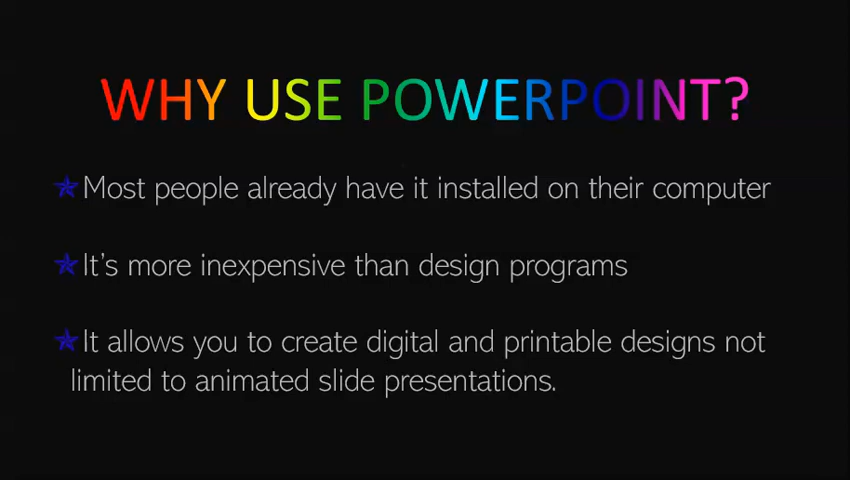 WHY USE POWERPOINT?
Most people already have it installed on their computer
It's more inexpensive than design programs
It allows you to create digital and printable designs not
limited to animated slide presentations.